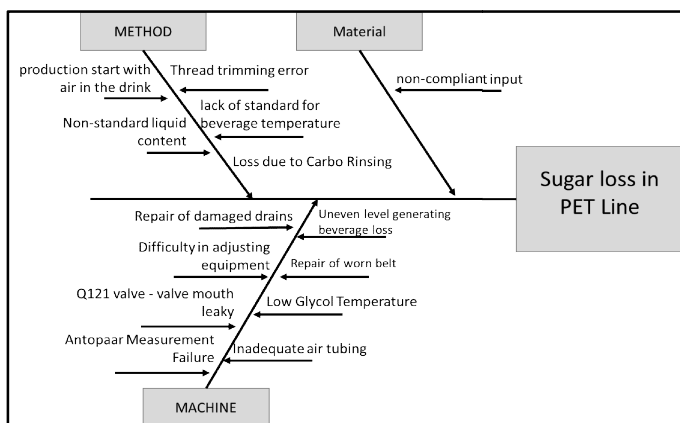 METHOD
Material
production start with
air in the drink
Thread trimming error
non-compliant input
lack of standard for
beverage temperature
Non-standard liquid
content
Loss due to Carbo Rinsing
Sugar loss in
PET Line
Repair of damaged drains
Uneven level generating
beverage loss
Difficulty in adjusting
equipment
Repair of worn belt
Q121 valve - valve mouth
leaky
Low Glycol Temperature
Antopaar Measurement
Failure
Inadequate air tubing
MACHINE